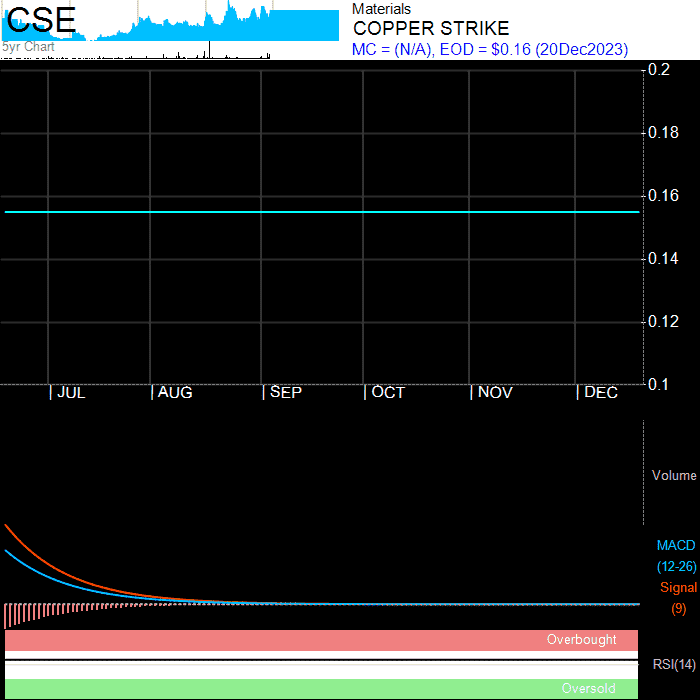 CSE
5yr Chart
Materials
COPPER STRIKE
MC = (N/A), EOD = $0.16 (20Dec2023)
0.2
0.18
0.16
0.14
0.12
0.1
| JUL | AUG | SEP | OCT | NOV | DEC
Volume
MACD
(12-26)
Signal
(9)
Overbought
RSI(14)
Oversold